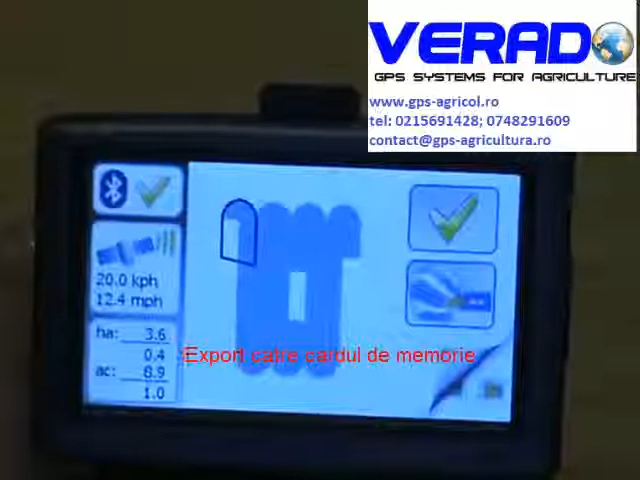 VERADO
GPS SYSTEMS FOR AGRICULTURE
www.gps-agricol.ro
tel: 0215691428; 0748291609
contact@gps-agricultura.ro
20.0 kph
12.4 mph
ha: 3.6
0.4
ac: 8.9
1.0
Export catre cardul de memorie